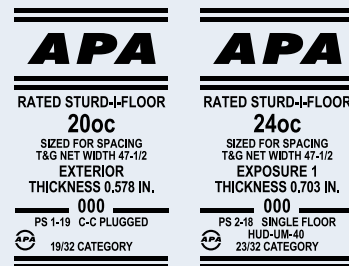 APA
RATED STURD-I-FLOOR
20oc
SIZED FOR SPACING
T&G NET WIDTH 47-1/2
EXTERIOR
THICKNESS 0.578 IN.
000
PS 1-19 C-C PLUGGED
APA
19/32 CATEGORY
APA
RATED STURD-I-FLOOR
24oc
SIZED FOR SPACING
T&G NET WIDTH 47-1/2
EXPOSURE 1
THICKNESS 0.703 IN.
000
PS 2-18 SINGLE FLOOR
HUD-UM-40
APA
23/32 CATEGORY